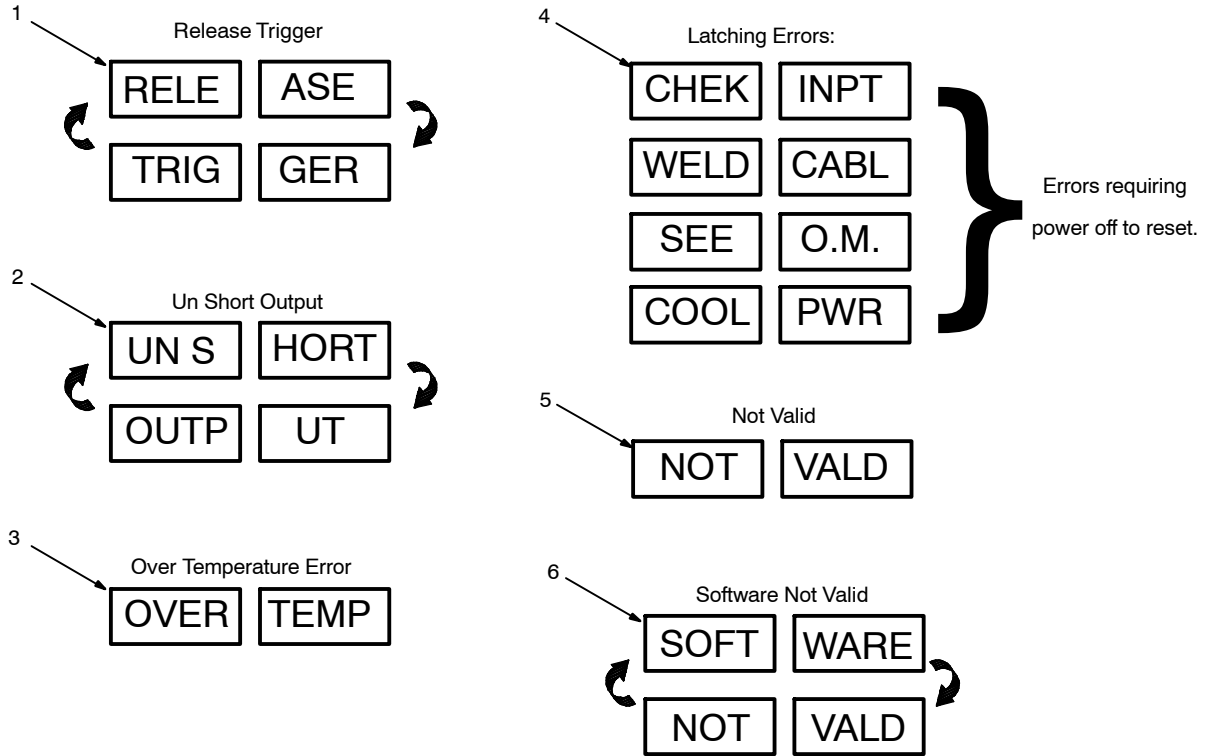 1
Release Trigger
RELE ASE
TRIG GER
2
Un Short Output
UN S HORT
OUTP UT
3
Over Temperature Error
OVER TEMP
4
Latching Errors:
CHEK INPT
WELD CABL
SEE O.M.
COOL PWR
Errors requiring
power off to reset.
5
Not Valid
NOT VALD
6
Software Not Valid
SOFT WARE
NOT VALD